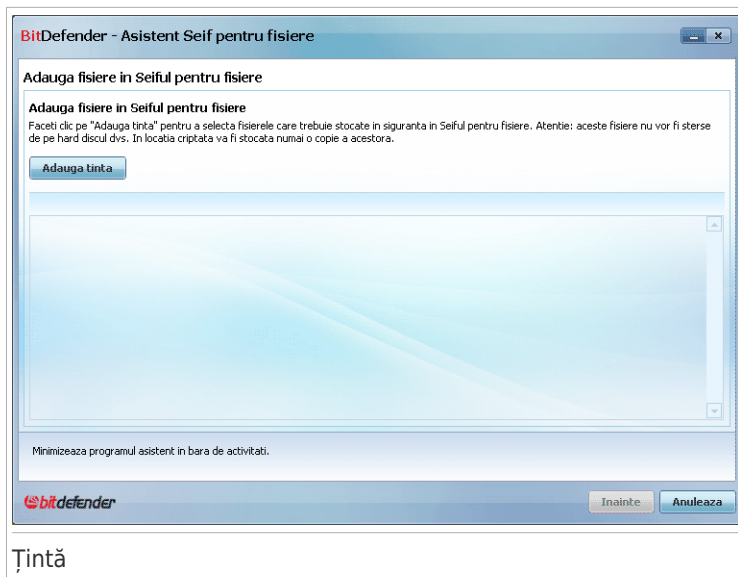 BitDefender - Asistent Seif pentru fisiere
Adauga fisiere in Seiful pentru fisiere
Adauga fisiere in Seiful pentru fisiere
Faceti clic pe "Adauga tinta" pentru a selecta fisierele care trebuie stocate in siguranta in Seiful pentru fisiere. Atentie: aceste fisiere nu vor fi sterse
de pe hard discul dvs. In locatia criptata va fi stocata numai o copie a acestora.
Adauga tinta
Minimizeaza programul asistent in bara de activitati.
bitdefender
Inainte
Anuleaza
Țintă